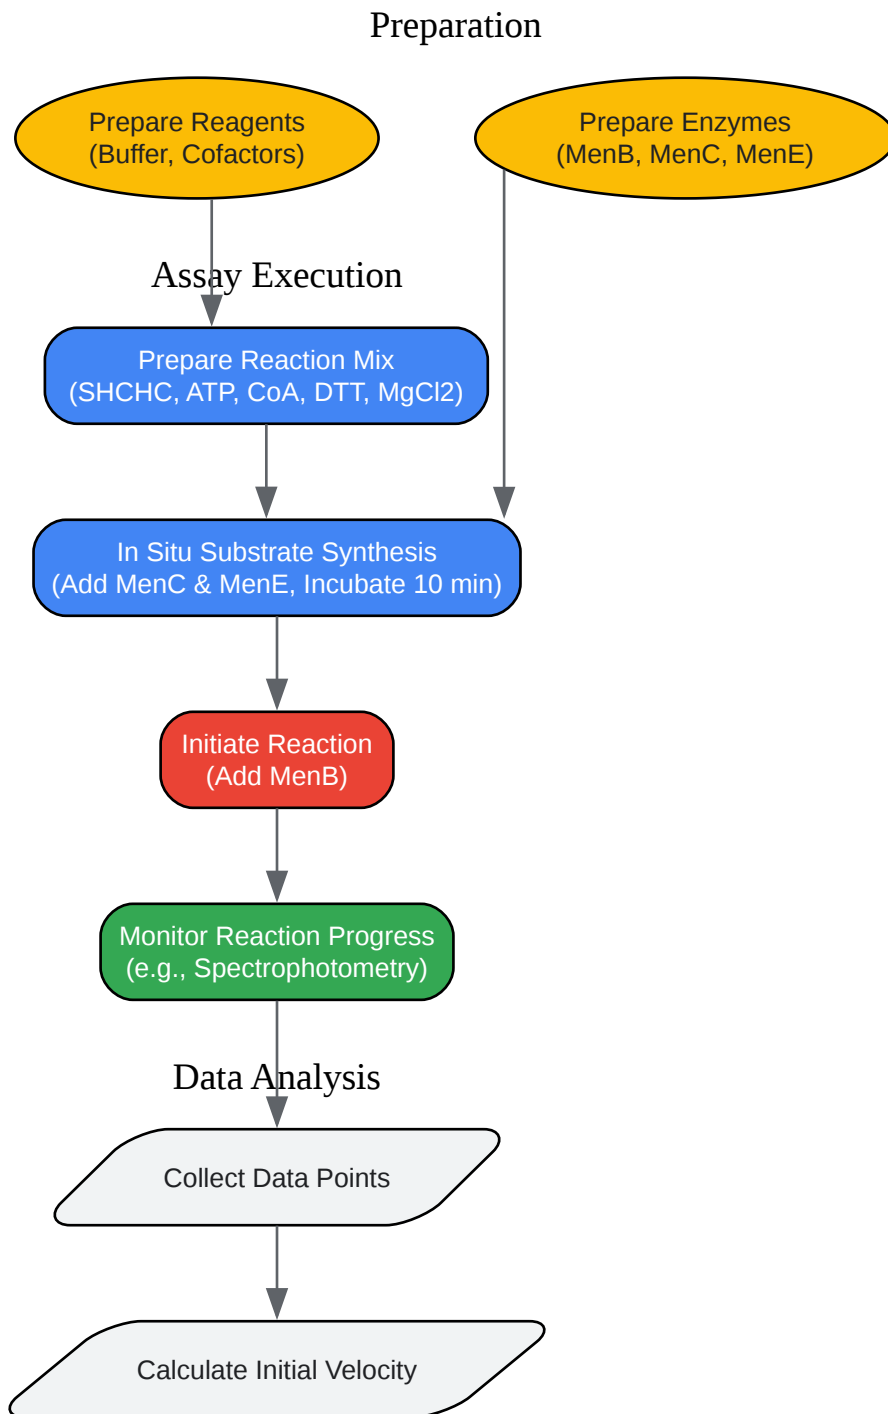 Preparation
Prepare Reagents
(Buffer, Cofactors)
Prepare Enzymes
(MenB, MenC, MenE)
Assay Execution
Prepare Reaction Mix
(SHCHC, ATP, CoA, DTT, MgCl2)
In Situ Substrate Synthesis
(Add MenC & MenE, Incubate 10 min)
Initiate Reaction
(Add MenB)
Monitor Reaction Progress
(e.g., Spectrophotometry)
Data Analysis
Collect Data Points
Calculate Initial Velocity